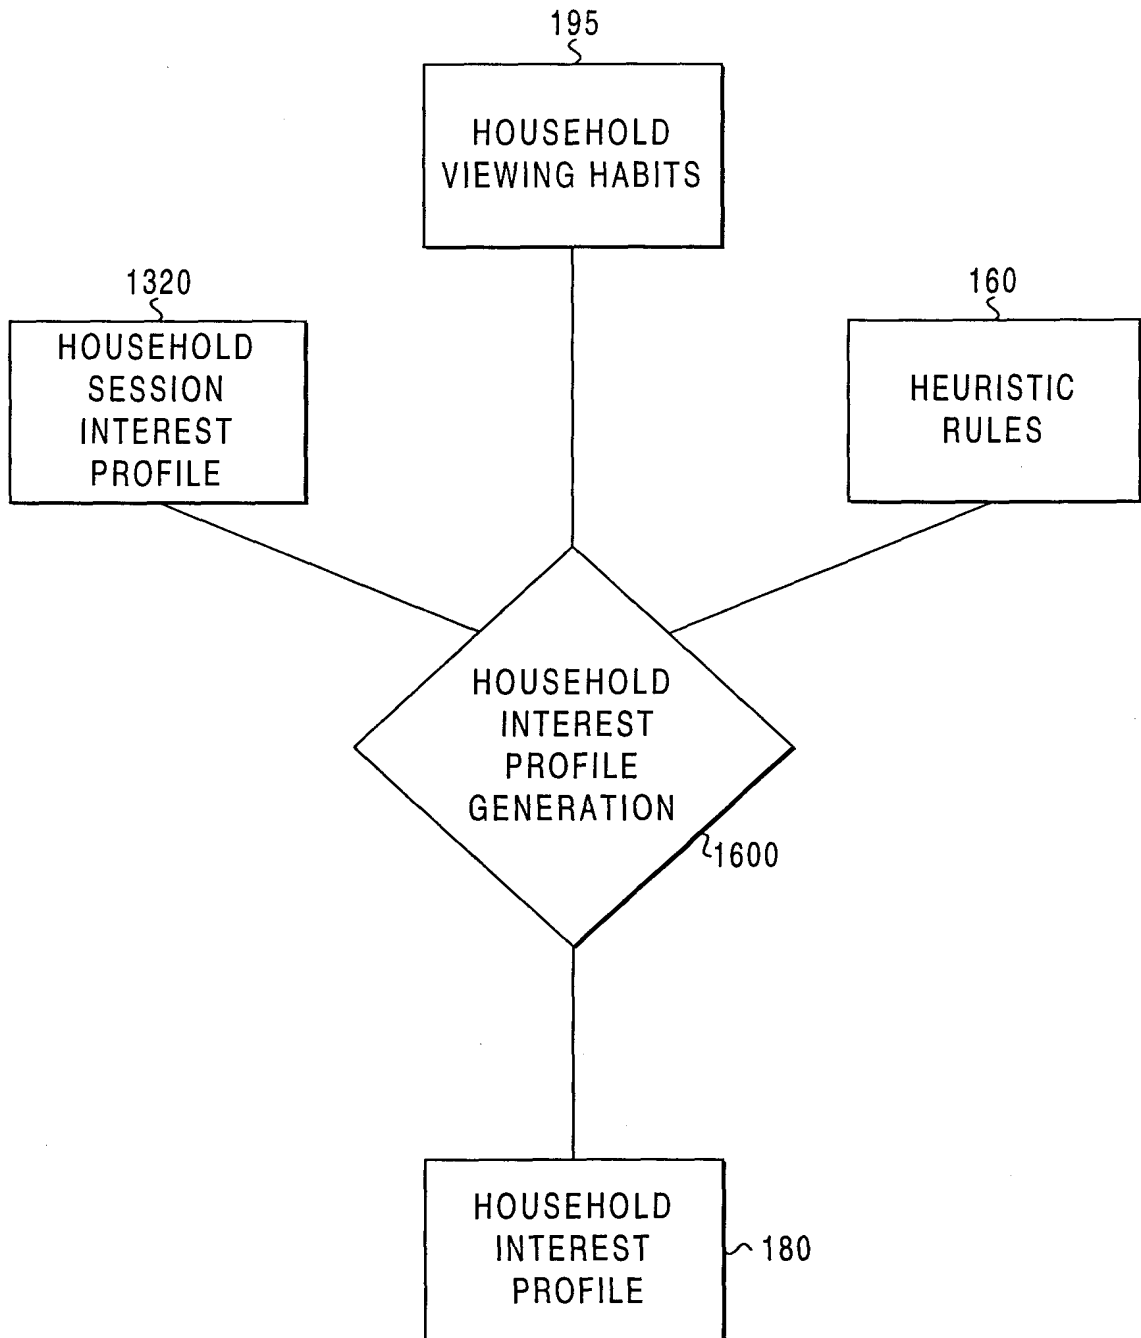 195
HOUSEHOLD
VIEWING HABITS
1320
HOUSEHOLD
SESSION
INTEREST
PROFILE
160
HEURISTIC
RULES
HOUSEHOLD
INTEREST
PROFILE
GENERATION
1600
HOUSEHOLD
INTEREST
PROFILE
180